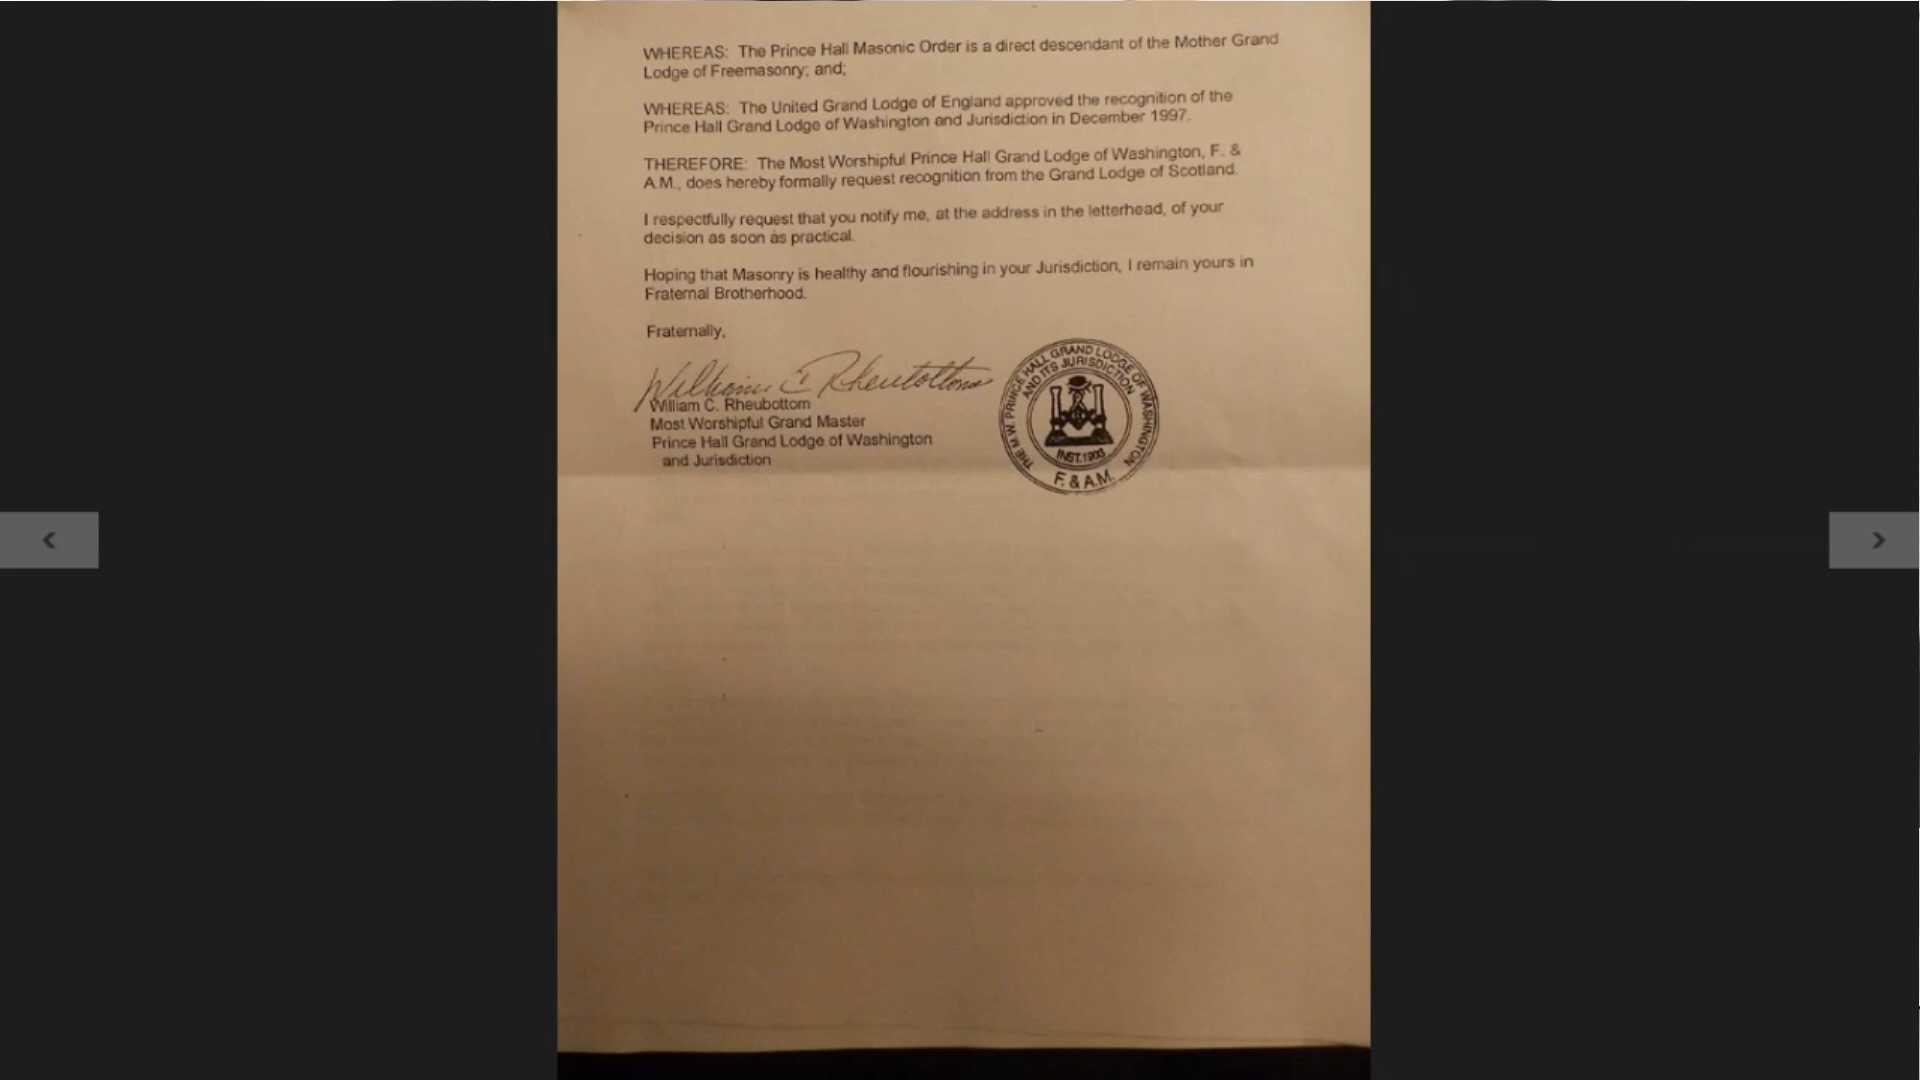 WHEREAS: The Prince Hall Masonic Order is a direct descendant of the Mother Grand
Lodge of Freemasonry; and;
WHEREAS: The United Grand Lodge of England approved the recognition of the
Prince Hall Grand Lodge of Washington and Jurisdiction in December 1997.
THEREFORE: The Most Worshipful Prince Hall Grand Lodge of Washington, F. &
A.M., does hereby formally request recognition from the Grand Lodge of Scotland.
I respectfully request that you notify me, at the address in the letterhead, of your
decision as soon as practical.
Hoping that Masonry is healthy and flourishing in your Jurisdiction, I remain yours in
Fraternal Brotherhood.
Fraternally,
William C Rheubottom
William C. Rheubottom
Most Worshipful Grand Master
Prince Hall Grand Lodge of Washington
and Jurisdiction
THE M.W. PRINCE HALL GRAND LODGE OF WASHINGTON
AND ITS JURISDICTION
INST. 1903
F. & A.M.